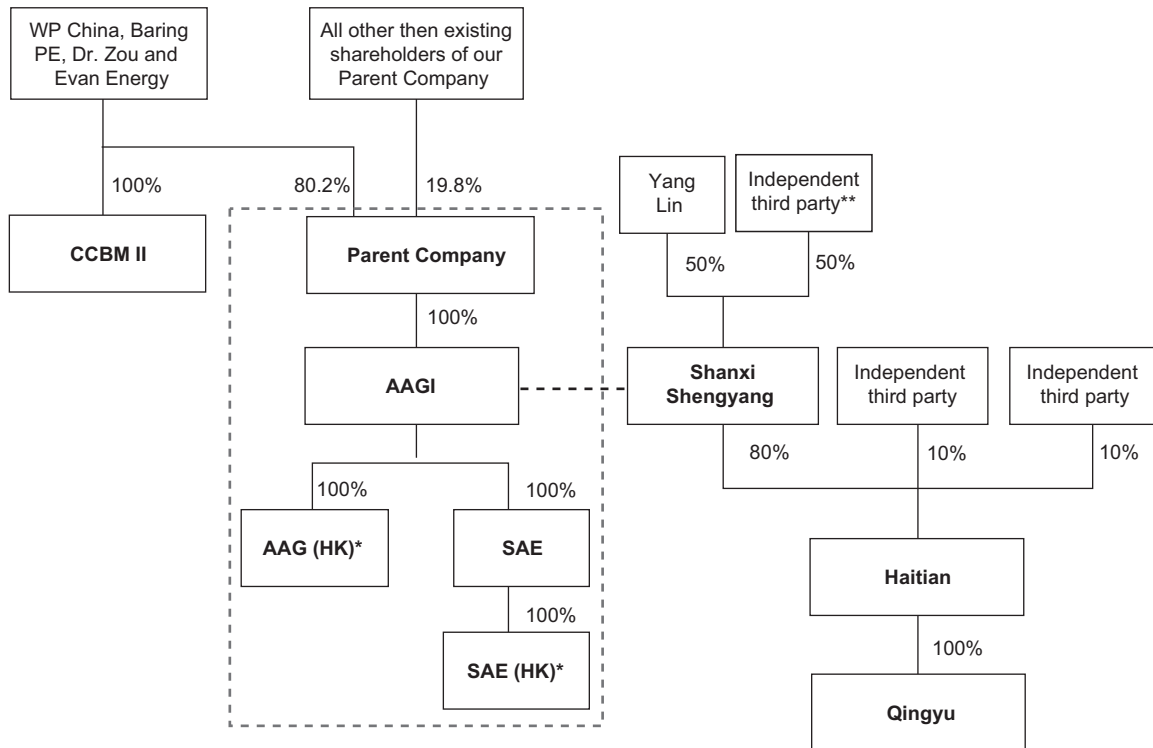 WP China, Baring
PE, Dr. Zou and
Evan Energy
All other then existing
shareholders of our
Parent Company
100%
80.2%
19.8%
Yang
Lin
Independent
third party**
CCBM II
Parent Company
50%
50%
100%
AAGI
Shanxi
Shengyang
Independent
third party
Independent
third party
80%
10%
10%
100%
100%
AAG (HK)*
SAE
Haitian
100%
SAE (HK)*
100%
Qingyu